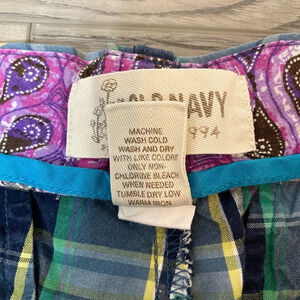 OLD NAVY
994
MACHINE
WASH COLD
WASH AND DRY
WITH LIKE COLORS
ONLY NON-
CHLORINE BLEACH
WHEN NEEDED
TUMBLE DRY LOW
WARM IRON